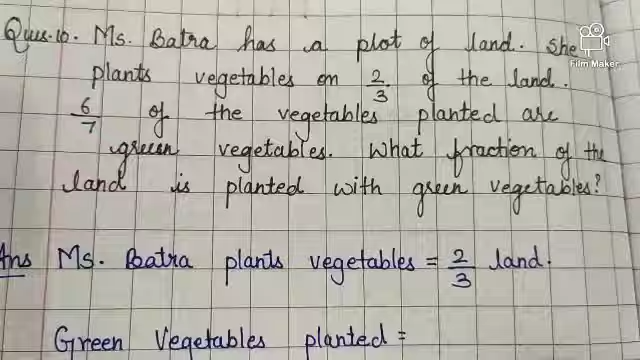 Ques.10. Ms. Batra has a plot of land. She
plants vegetables on 2/3 of the land.
6/7 of the vegetables planted are
green vegetables. What fraction of the
land is planted with green vegetables?
Ans Ms. Batra plants vegetables = 2/3 land.
Green Vegetables planted =
Film Maker